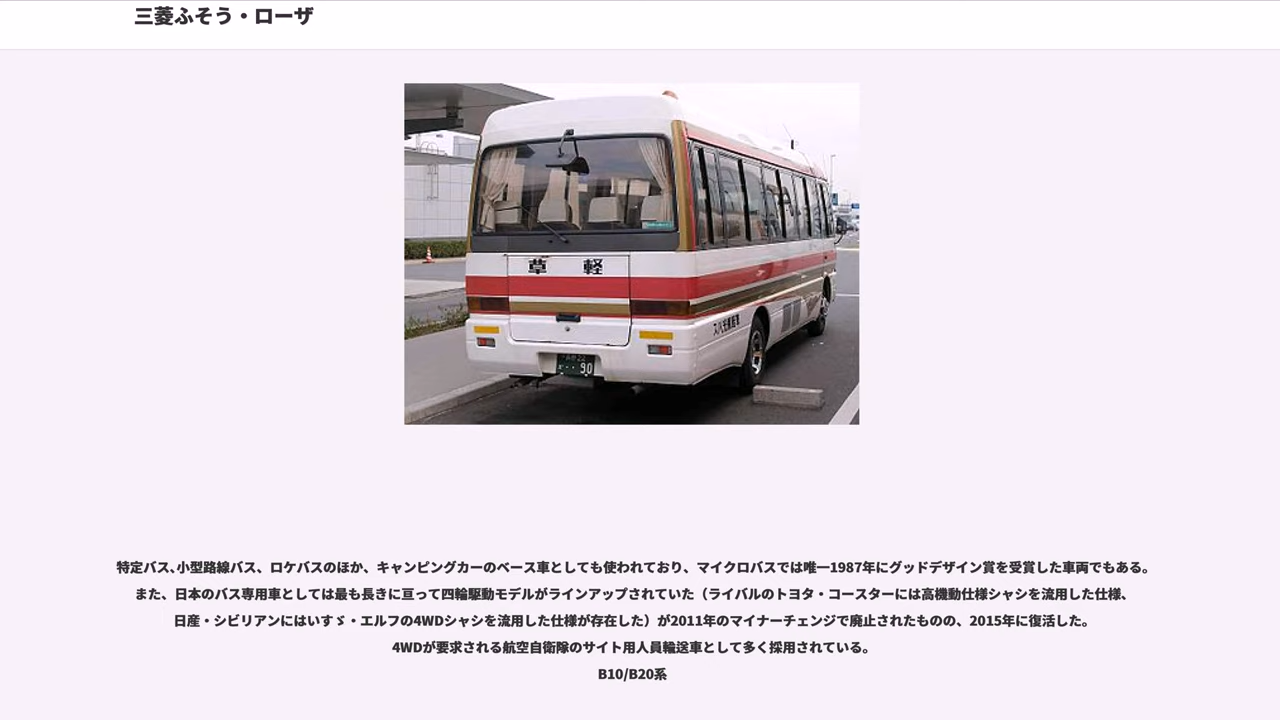 三菱ふそう・ローザ
草 軽
90
特定バス、小型路線バス、ロケバスのほか、キャンピングカーのベース車としても使われており、マイクロバスでは唯一1987年にグッドデザイン賞を受賞した車両でもある。
また、日本のバス専用車としては最も長きに亘って四輪駆動モデルがラインアップされていた（ライバルのトヨタ・コースターには高機動仕様シャシを流用した仕様、
日産・シビリアンにはいすゞ・エルフの4WDシャシを流用した仕様が存在した）が2011年のマイナーチェンジで廃止されたものの、2015年に復活した。
4WDが要求される航空自衛隊のサイト用人員輸送車として多く採用されている。
B10/B20系